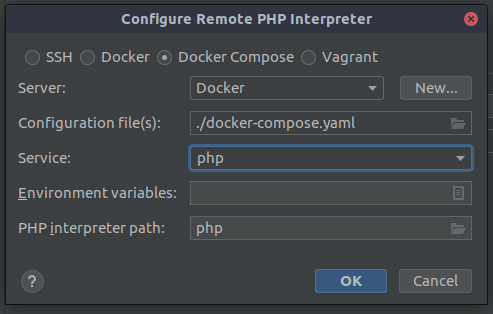 Configure Remote PHP Interpreter
SSH Docker Docker Compose Vagrant
Server: Docker New...
Configuration file(s): ./docker-compose.yaml
Service: php
Environment variables:
PHP interpreter path: php
? OK Cancel